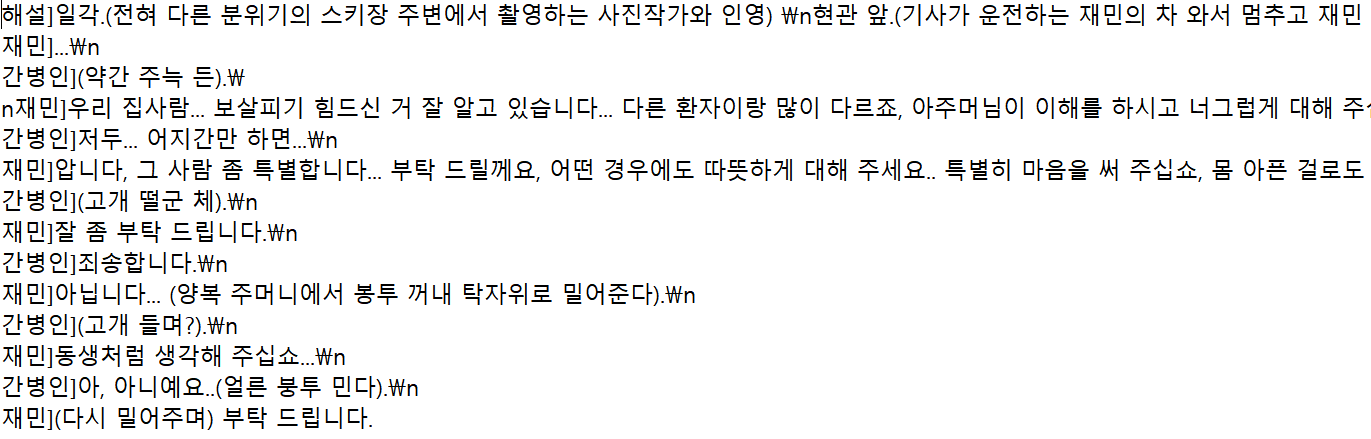 해설]일각.(전혀 다른 분위기의 스키장 주변에서 촬영하는 사진작가와 인영) ₩n현관 앞.(기사가 운전하는 재민의 차 와서 멈추고 재민
재민]...₩n
간병인](약간 주눅 든).₩
n재민]우리 집사람... 보살피기 힘드신 거 잘 알고 있습니다... 다른 환자이랑 많이 다르죠, 아주머님이 이해를 하시고 너그럽게 대해 주
간병인]저두... 어지간만 하면...₩n
재민]압니다, 그 사람 좀 특별합니다... 부탁 드릴께요, 어떤 경우에도 따뜻하게 대해 주세요.. 특별히 마음을 써 주십쇼, 몸 아픈 걸로도
간병인](고개 떨군 체).₩n
재민]잘 좀 부탁 드립니다.₩n
간병인]죄송합니다.₩n
재민]아닙니다... (양복 주머니에서 봉투 꺼내 탁자위로 밀어준다).₩n
간병인](고개 들며?).₩n
재민]동생처럼 생각해 주십쇼...₩n
간병인]아, 아니예요..(얼른 붕투 민다).₩n
재민](다시 밀어주며) 부탁 드립니다.